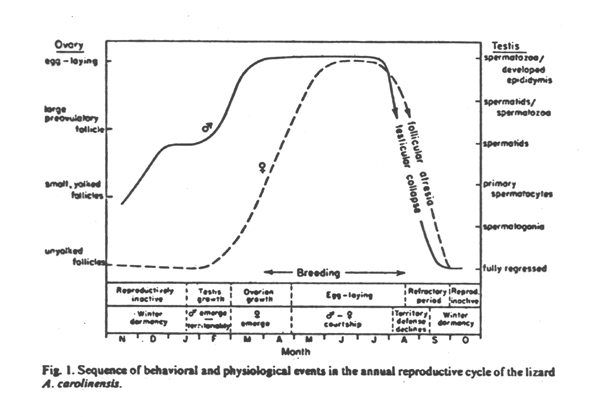 Ovary
egg-laying
large
preovulatory
follicle
small, yolked
follicles
unyolked
follicles
Testis
spermatozoa/
developed
epididymis
spermatids/
spermatozoa
spermatids
primary
spermatocytes
spermatogonia
fully regressed
♂
♀
follicular atresia
testicular collapse
Breeding
Reproductively
inactive
Testis
growth
Ovarian
growth
Egg-laying
Refractory
period
Reprod.
inactive
Winter
dormancy
♂ emerge
territoriality
♀
emerge
♂-♀
courtship
Territory
defense
declines
Winter
dormancy
N D J F M A M J J A S O
Month
Fig. 1. Sequence of behavioral and physiological events in the annual reproductive cycle of the lizard
A. carolinensis.